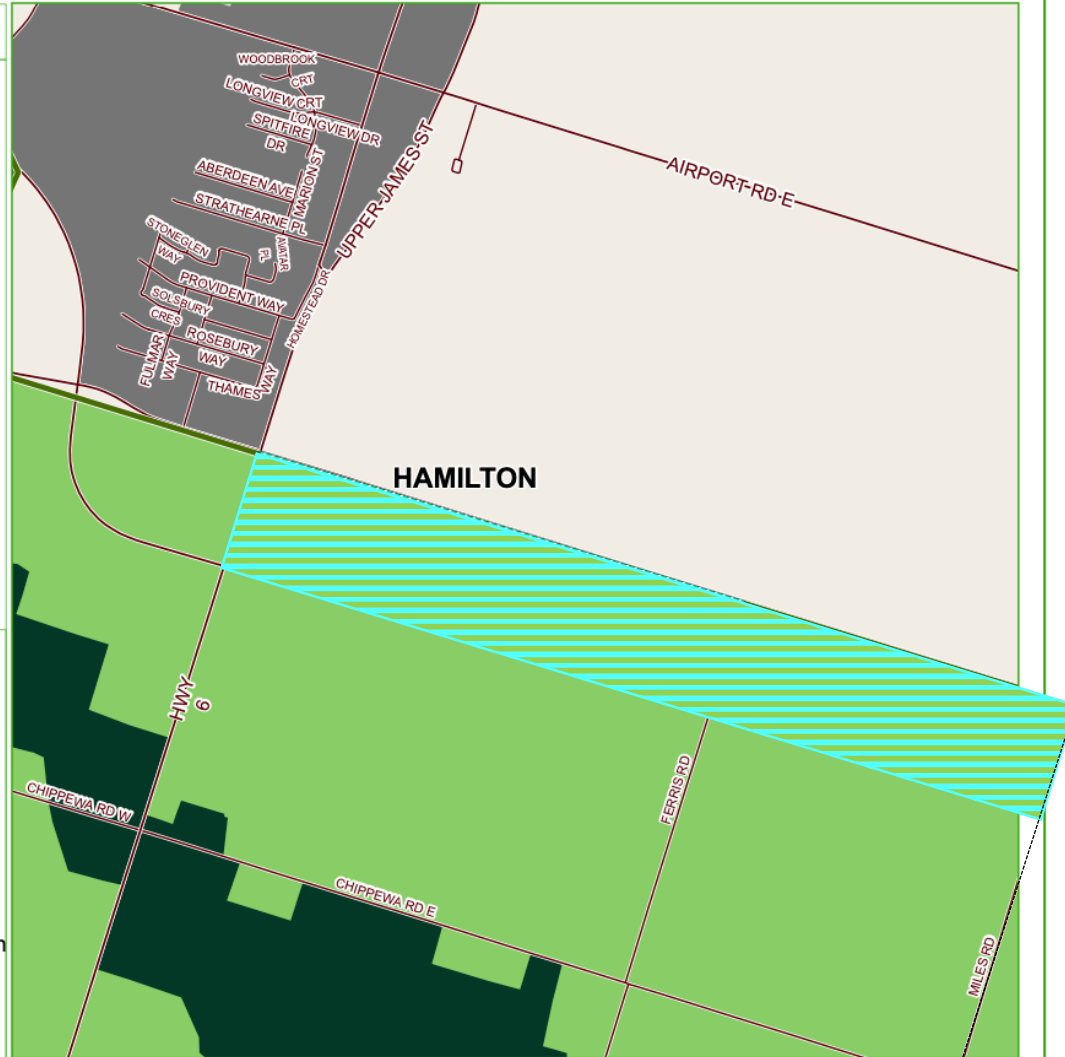 WOODBROOK
CRT
LONGVIEW CRT
LONGVIEW DR
SPITFIRE
DR
MARION ST
UPPER JAMES ST
AIRPORT RD E
ABERDEEN AVE
STRATHEARNE PL
STONEGLEN
WAY
AVATAR
PL
PROVIDENT WAY
HOMESTEAD DR
SOLSBURY
CRES
ROSEBURY
WAY
FULMAR
WAY
THAMES WAY
HAMILTON
HWY
6
CHIPPEWA RD W
FERRIS RD
CHIPPEWA RD E
n
MILES RD